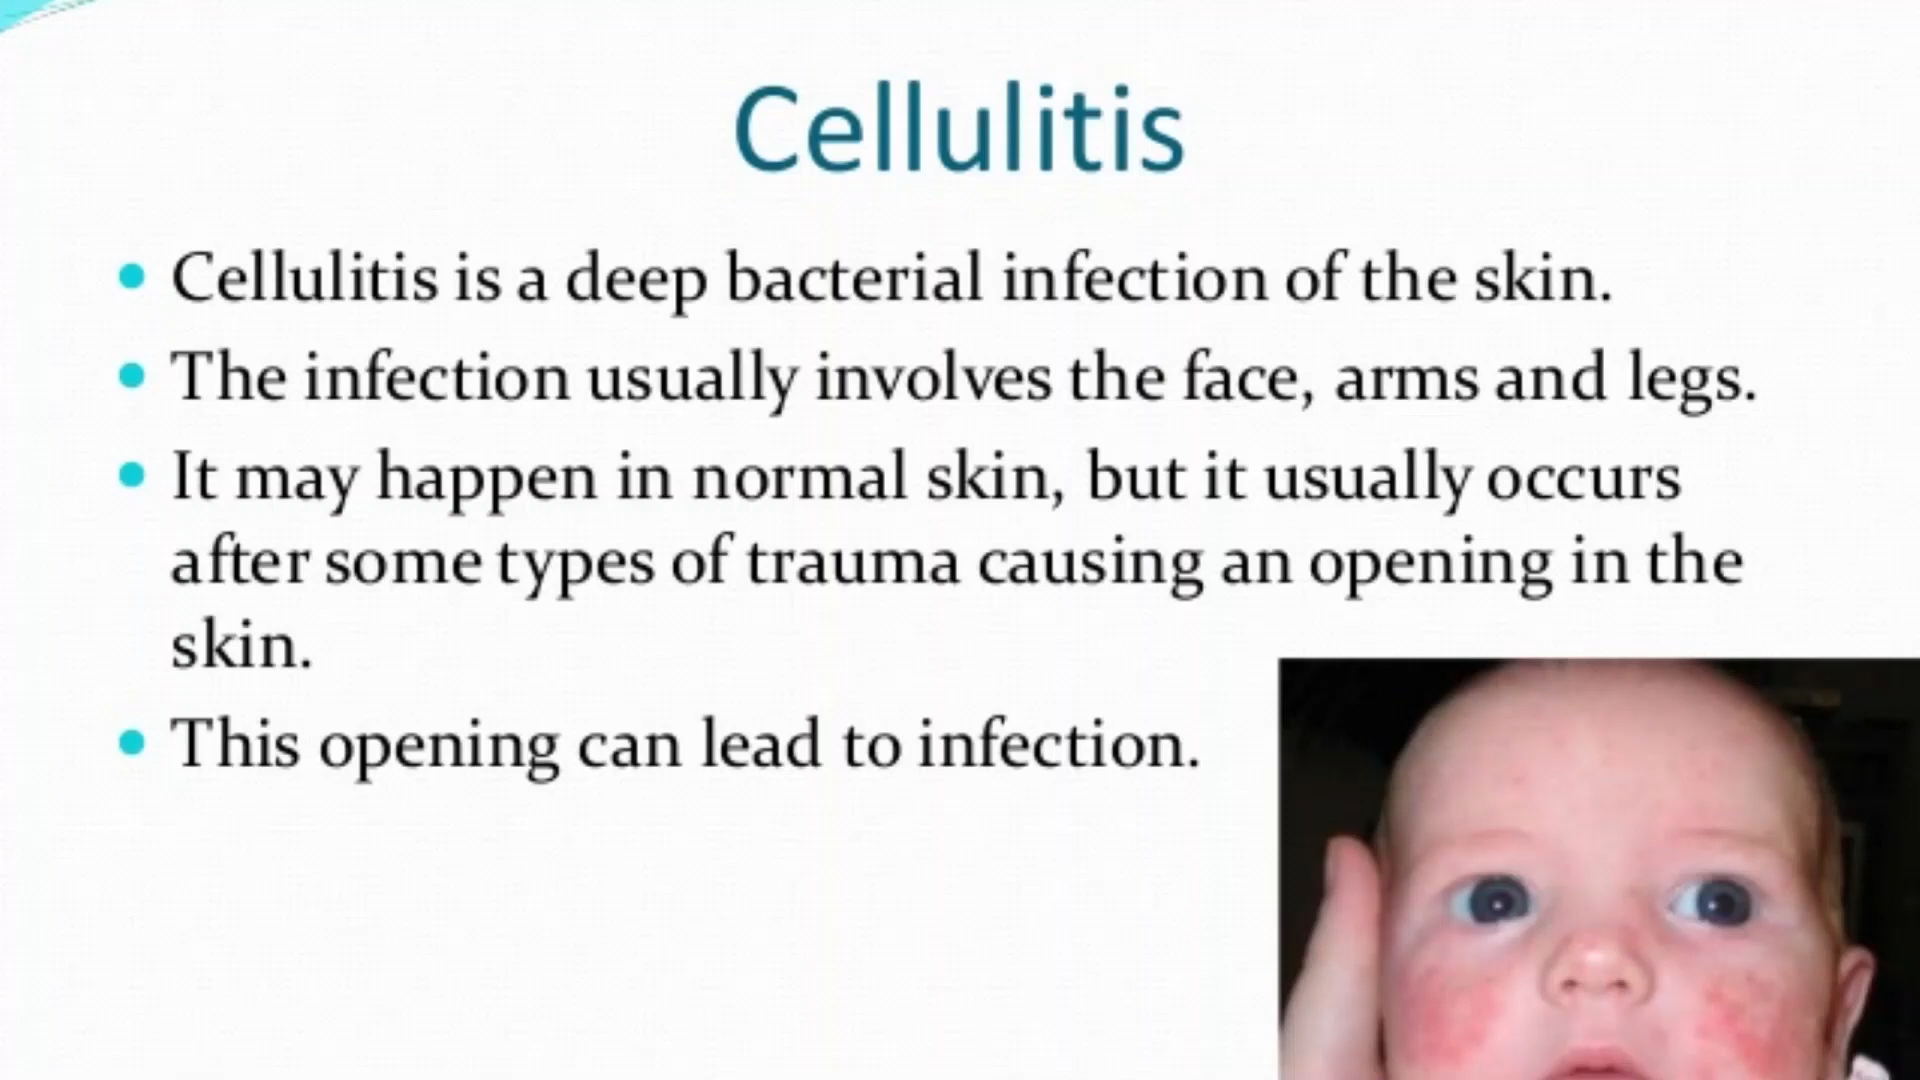 Cellulitis
Cellulitis is a deep bacterial infection of the skin.
The infection usually involves the face, arms and legs.
It may happen in normal skin, but it usually occurs
after some types of trauma causing an opening in the
skin.
This opening can lead to infection.